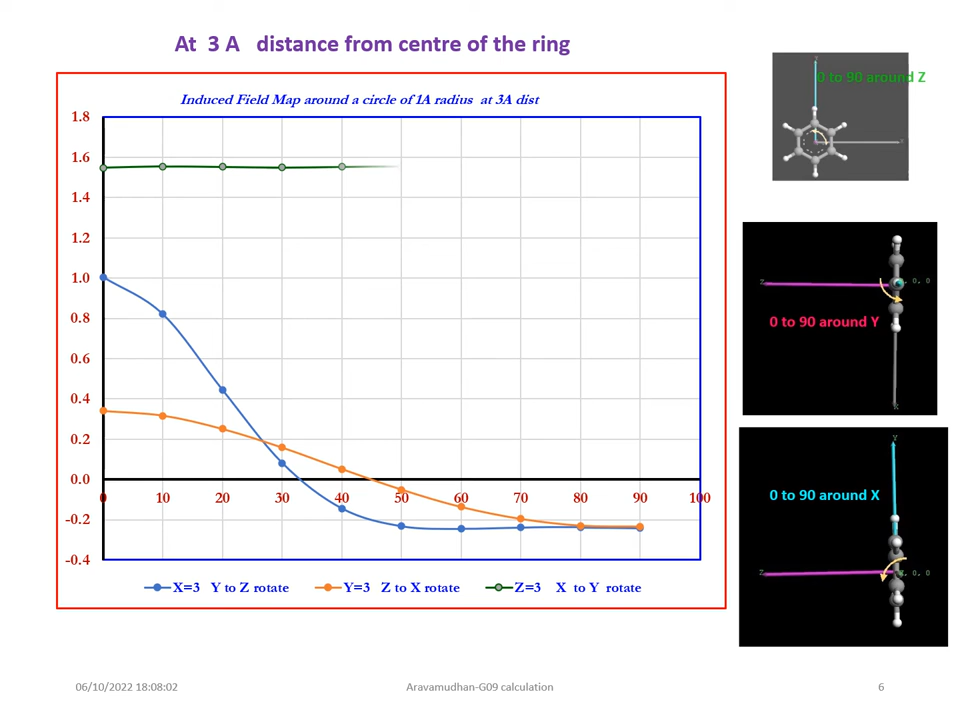 At 3 A distance from centre of the ring
Induced Field Map around a circle of 1A radius at 3A dist
1.8
1.6
1.4
1.2
1.0
0.8
0.6
0.4
0.2
0.0
-0.2
-0.4
0 10 20 30 40 50 60 70 80 90 100
X=3 Y to Z rotate
Y=3 Z to X rotate
Z=3 X to Y rotate
Y
0 to 90 around Z
X
Z
0, 0
0 to 90 around Y
X
Y
0 to 90 around X
Z
0, 0
06/10/2022 18:08:02
Aravamudhan-G09 calculation
6